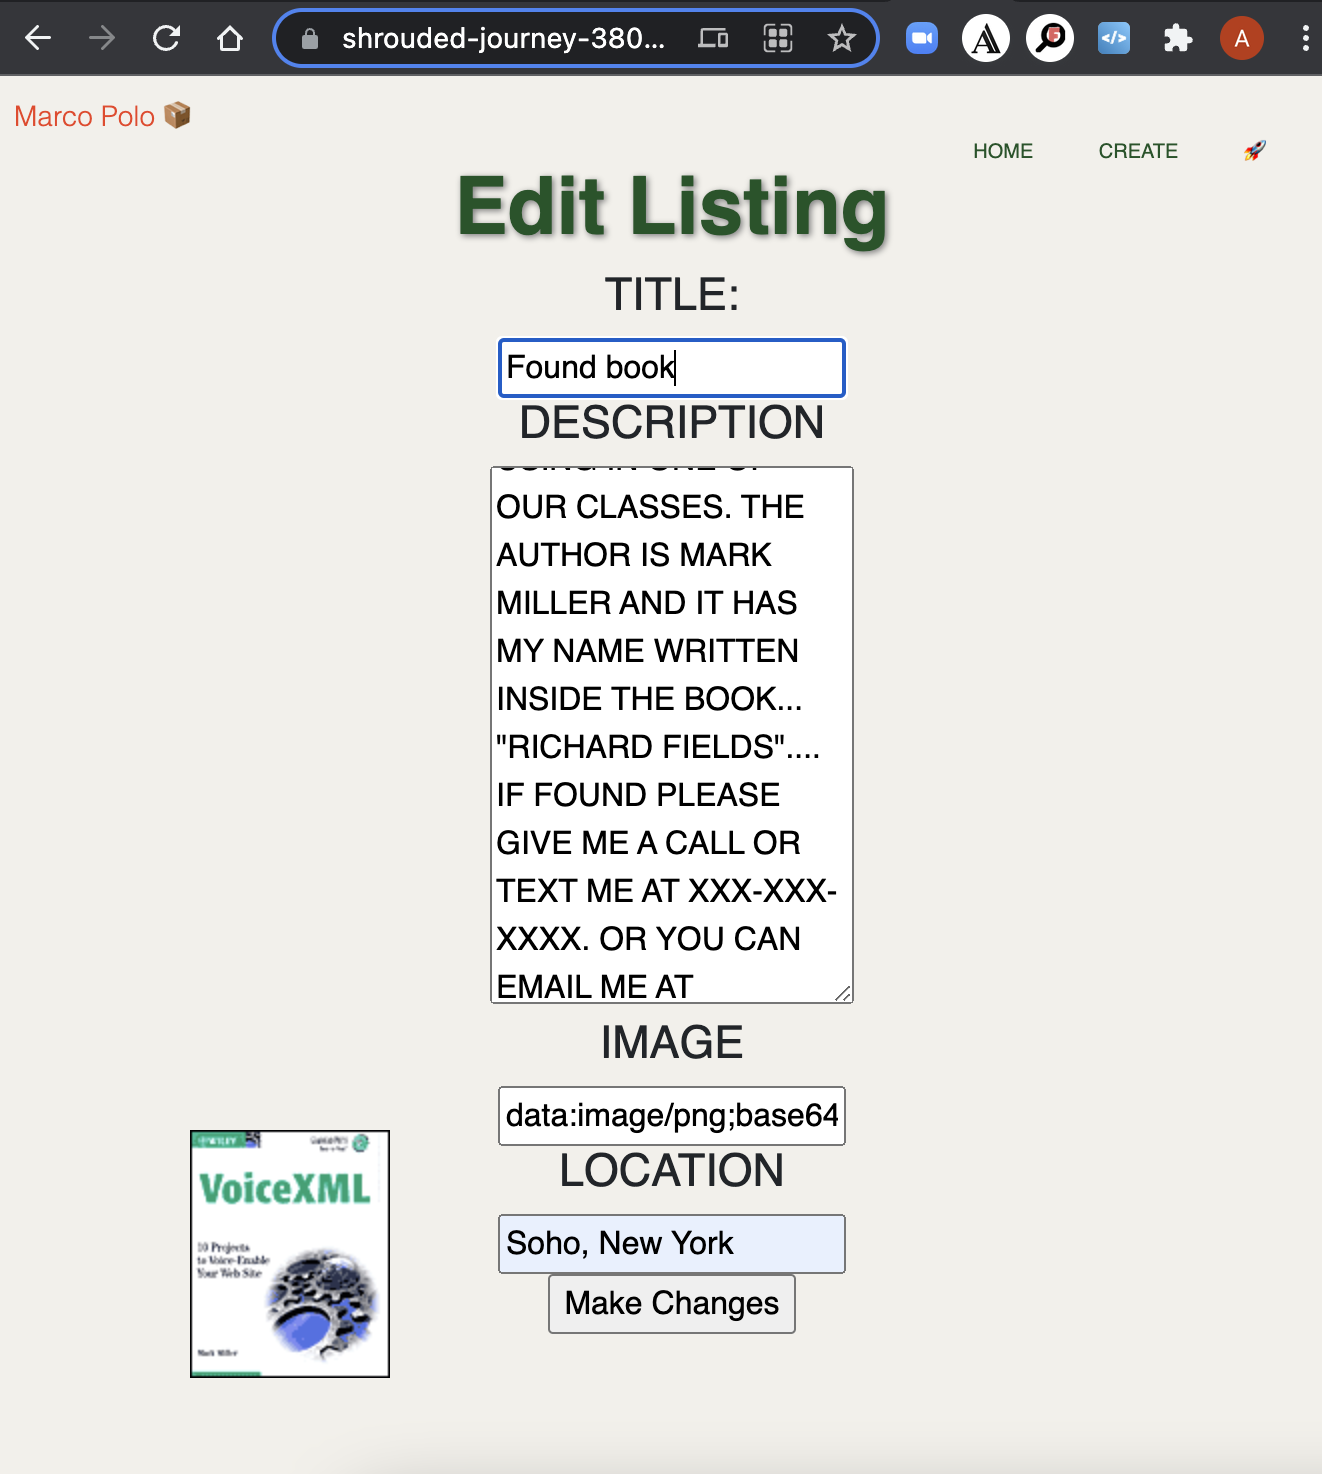 shrouded-journey-380...
A
Marco Polo
HOME
CREATE
Edit Listing
TITLE:
Found book
DESCRIPTION
OUR CLASSES. THE
AUTHOR IS MARK
MILLER AND IT HAS
MY NAME WRITTEN
INSIDE THE BOOK...
"RICHARD FIELDS"....
IF FOUND PLEASE
GIVE ME A CALL OR
TEXT ME AT XXX-XXX-
XXXX. OR YOU CAN
EMAIL ME AT
IMAGE
data:image/png;base64
LOCATION
Soho, New York
Make Changes
WILEY
VoiceXML
10 Projects
to Voice-Enable
Your Web Site
Mark Miller